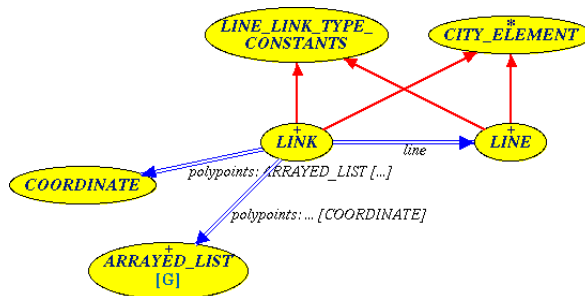 LINE_LINK_TYPE_
CONSTANTS
*
CITY_ELEMENT
+
LINK
line
+
LINE
COORDINATE
polypoints: ARRAYED_LIST [...]
polypoints: ... [COORDINATE]
+
ARRAYED_LIST
[G]